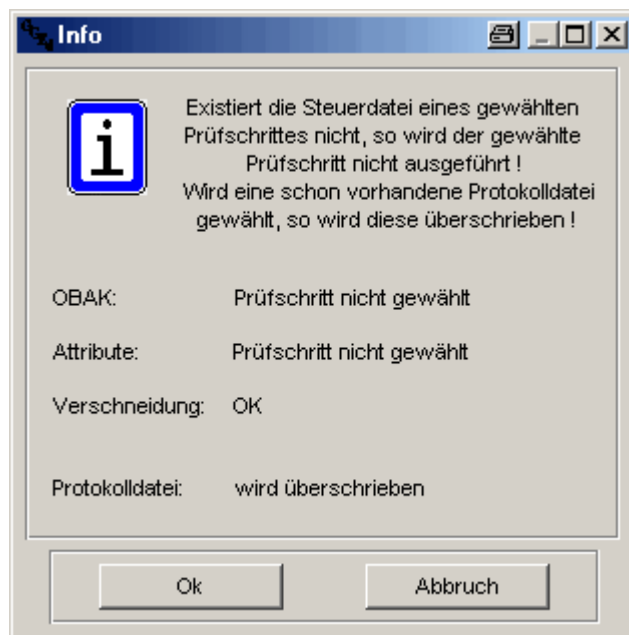 Info
Existiert die Steuerdatei eines gewählten
Prüfschrittes nicht, so wird der gewählte
Prüfschritt nicht ausgeführt !
Wird eine schon vorhandene Protokolldatei
gewählt, so wird diese überschrieben !
OBAK: Prüfschritt nicht gewählt
Attribute: Prüfschritt nicht gewählt
Verschneidung: OK
Protokolldatei: wird überschrieben
Ok Abbruch